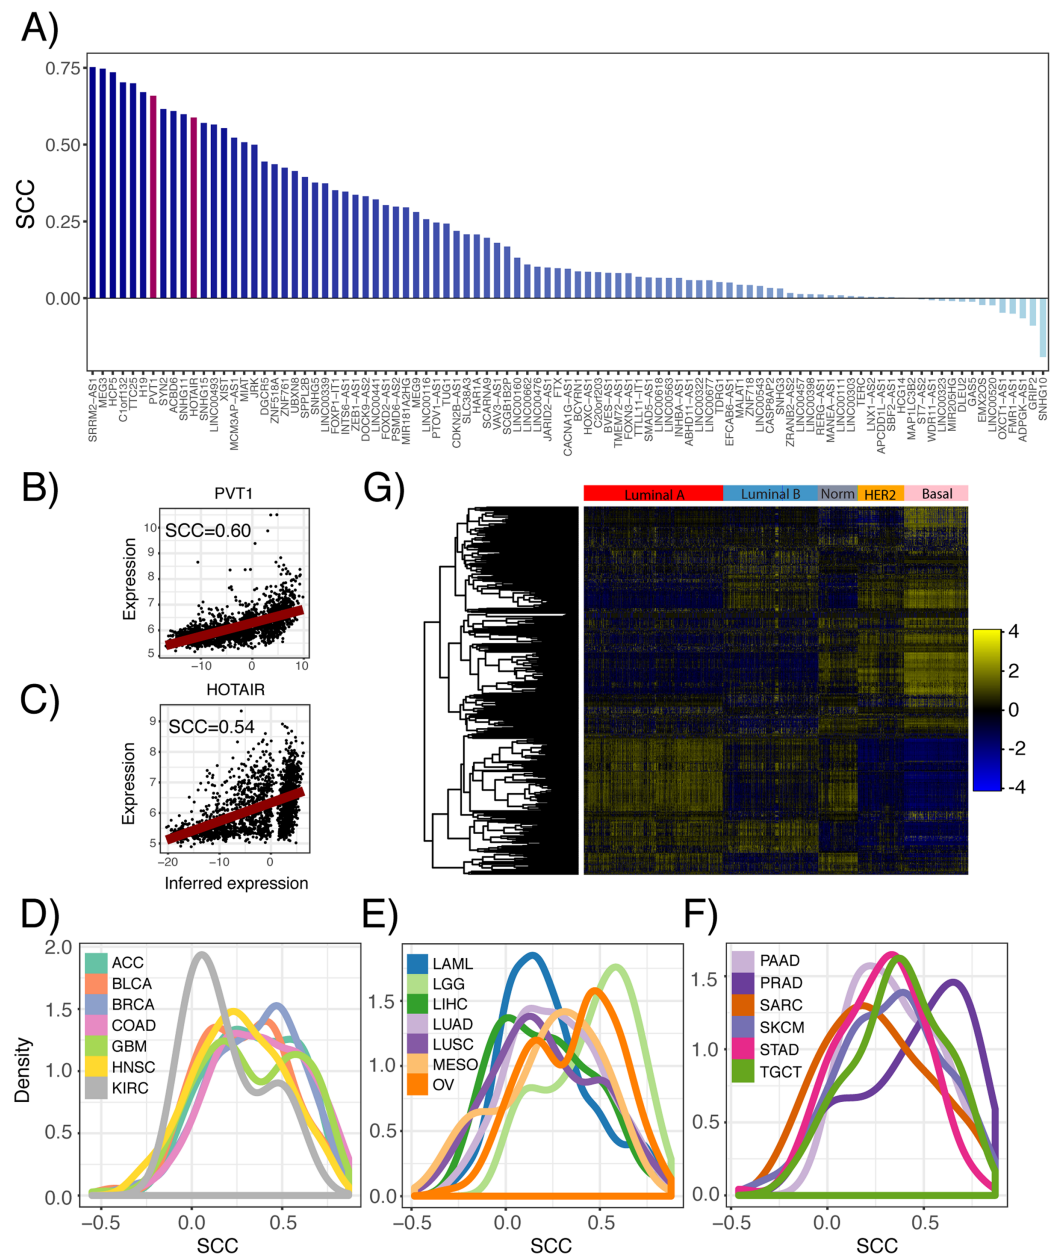 A)
0.75
0.50
0.25
0.00
SCC
SRRM2−AS1
MEG3
HCP5
C1orf132
TTC25
H19
PVT1
SYN2
ACBD6
SNHG11
HOTAIR
SNHG15
LINC00493
XIST
MCM3AP−AS1
MIAT
JRK
DGCR5
ZNF518A
ZNF761
UBXN8
SPPL2B
SNHG5
LINC00339
FOXP1−IT1
INTS6−AS1
ZEB1−AS1
DOCK9−AS2
LINC00441
FOXD2−AS1
PSMD6−AS2
MIR181A2HG
MEG9
LINC00116
PTOV1−AS1
TUG1
CDKN2B−AS1
SLC38A3
HAR1A
SCARNA9
VAV3−AS1
SCGB1B2P
LINC00160
LINC00662
LINC00476
JARID2−AS1
FTX
CACNA1G−AS1
BCYRN1
HOXC−AS1
C20orf203
BVES−AS1
TMEM72−AS1
FOXN3−AS1
TTLL11−IT1
SMAD5−AS1
LINC00618
LINC00563
INHBA−AS1
ABHD11−AS1
LINC00322
LINC00677
TDRG1
EFCAB6−AS1
MALAT1
ZNF718
LINC00543
CASP8AP2
SNHG3
ZRANB2−AS2
LINC00457
LINC00398
RERG−AS1
MANEA−AS1
LINC00111
LINC00303
TERC
LNX1−AS2
APCDD1L−AS1
SBF2−AS1
HCG14
MAP1LC3B2
ST7−AS2
WDR11−AS1
LINC00323
MIR205HG
DLEU2
GAS5
EMX2OS
LINC00520
OXCT1−AS1
FMR1−AS1
ADPGK−AS1
GRIP2
SNHG10
B)
PVT1
SCC=0.60
Expression
10
9
8
7
6
5
−10
0
10
C)
HOTAIR
SCC=0.54
Expression
9
8
7
6
5
−20
−10
0
Inferred expression
G)
Luminal A
Luminal B
Norm
HER2
Basal
4
2
0
-2
-4
D)
2.0
1.5
1.0
0.5
0.0
Density
ACC
BLCA
BRCA
COAD
GBM
HNSC
KIRC
−0.5
0.0
0.5
SCC
E)
1.5
1.0
0.5
0.0
LAML
LGG
LIHC
LUAD
LUSC
MESO
OV
−0.5
0.0
0.5
SCC
F)
1.5
1.0
0.5
0.0
PAAD
PRAD
SARC
SKCM
STAD
TGCT
−0.5
0.0
0.5
SCC